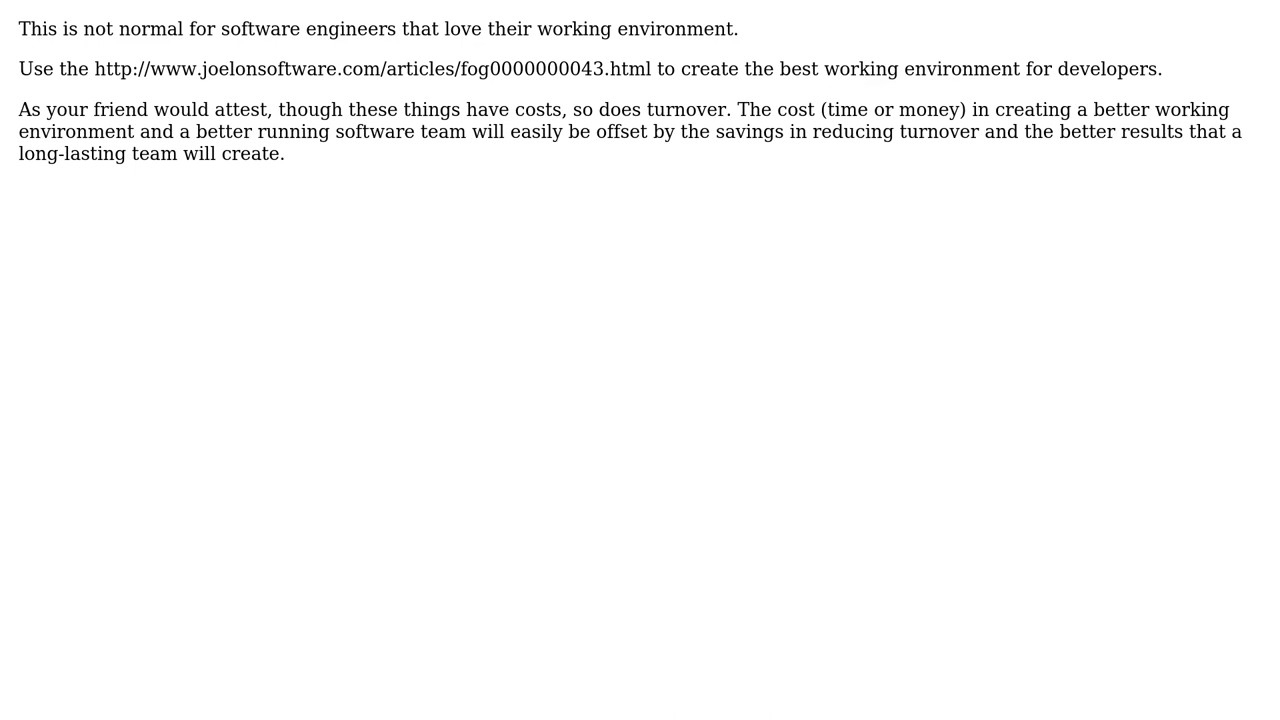 This is not normal for software engineers that love their working environment.
Use the http://www.joelonsoftware.com/articles/fog0000000043.html to create the best working environment for developers.
As your friend would attest, though these things have costs, so does turnover. The cost (time or money) in creating a better working
environment and a better running software team will easily be offset by the savings in reducing turnover and the better results that a
long-lasting team will create.